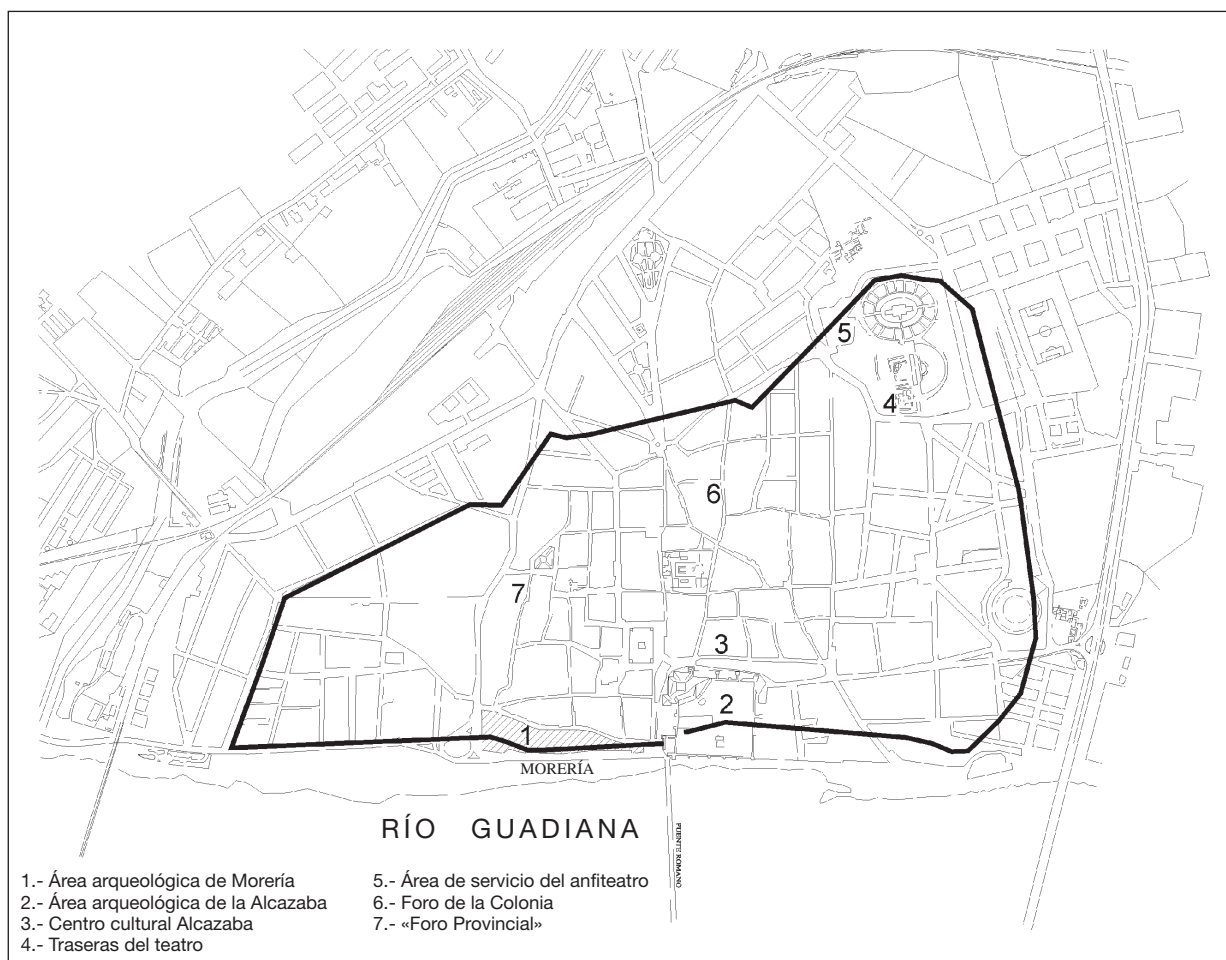 5
4
6
7
3
2
1
MORERÍA
RÍO GUADIANA
PUENTE ROMANO
1.- Área arqueológica de Morería
2.- Área arqueológica de la Alcazaba
3.- Centro cultural Alcazaba
4.- Traseras del teatro
5.- Área de servicio del anfiteatro
6.- Foro de la Colonia
7.- «Foro Provincial»